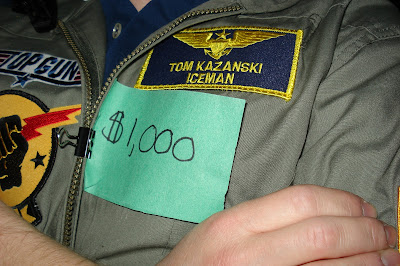 TOP GUN
TOM KAZANSKI
ICEMAN
$1,000